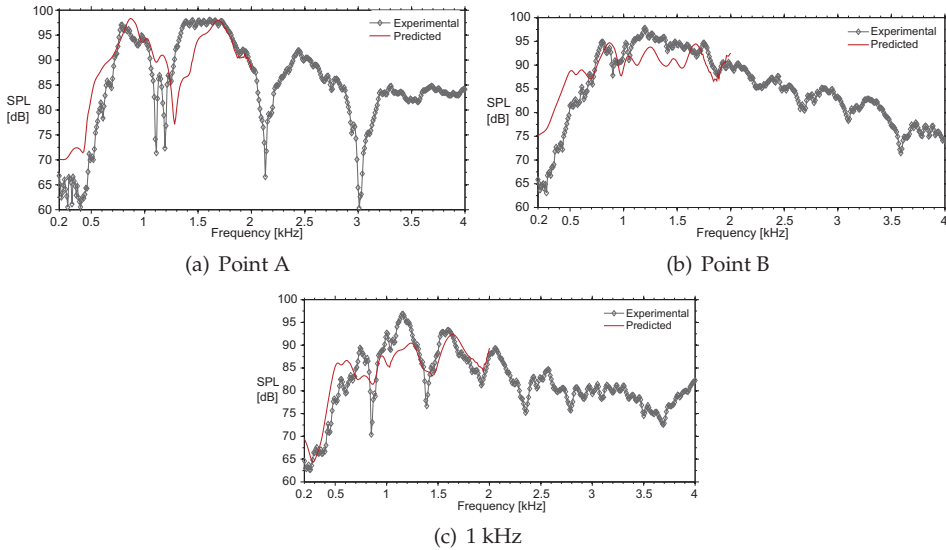 100
95
90
85
SPL
80
[dB]
75
70
65
60
0.2 0.5 1 1.5 2 2.5 3 3.5 4
Frequency [kHz]
Experimental
Predicted
(a) Point A
100
95
90
85
SPL
80
[dB]
75
70
65
60
0.2 0.5 1 1.5 2 2.5 3 3.5 4
Frequency [kHz]
Experimental
Predicted
(b) Point B
100
95
90
85
SPL
80
[dB]
75
70
65
60
0.2 0.5 1 1.5 2 2.5 3 3.5 4
Frequency [kHz]
Experimental
Predicted
(c) 1 kHz